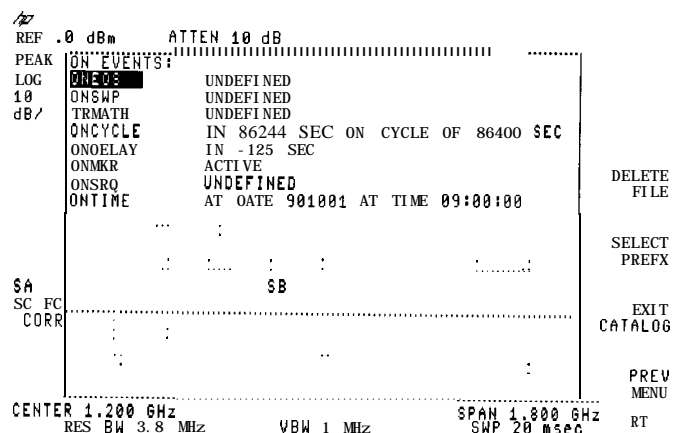 hp
REF .0 dBm ATTEN 10 dB
PEAK
LOG
10
dB/
ON EVENTS:
ONEOS UNDEFINED
ONSWP UNDEFINED
TRMATH UNDEFINED
ONCYCLE IN 86244 SEC ON CYCLE OF 86400 SEC
ONOELAY IN -125 SEC
ONMKR ACTIVE
ONSRQ UNDEFINED
ONTIME AT OATE 901001 AT TIME 09:00:00
SA SB
SC FC
CORR
DELETE
FILE
SELECT
PREFX
EXIT
CATALOG
PREV
MENU
RT
CENTER 1.200 GHz SPAN 1.800 GHz
RES BW 3.8 MHz VBW 1 MHz SWP 20 msec